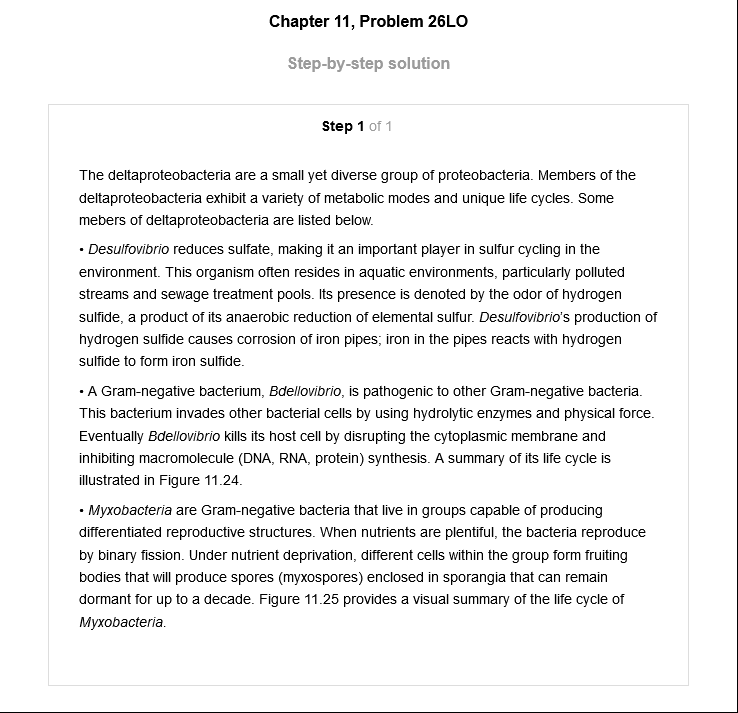 Chapter 11, Problem 26LO
Step-by-step solution
Step 1 of 1
The deltaproteobacteria are a small yet diverse group of proteobacteria. Members of the
deltaproteobacteria exhibit a variety of metabolic modes and unique life cycles. Some
mebers of deltaproteobacteria are listed below.
• Desulfovibrio reduces sulfate, making it an important player in sulfur cycling in the
environment. This organism often resides in aquatic environments, particularly polluted
streams and sewage treatment pools. Its presence is denoted by the odor of hydrogen
sulfide, a product of its anaerobic reduction of elemental sulfur. Desulfovibrio's production of
hydrogen sulfide causes corrosion of iron pipes; iron in the pipes reacts with hydrogen
sulfide to form iron sulfide.
• A Gram-negative bacterium, Bdellovibrio, is pathogenic to other Gram-negative bacteria.
This bacterium invades other bacterial cells by using hydrolytic enzymes and physical force.
Eventually Bdellovibrio kills its host cell by disrupting the cytoplasmic membrane and
inhibiting macromolecule (DNA, RNA, protein) synthesis. A summary of its life cycle is
illustrated in Figure 11.24.
• Myxobacteria are Gram-negative bacteria that live in groups capable of producing
differentiated reproductive structures. When nutrients are plentiful, the bacteria reproduce
by binary fission. Under nutrient deprivation, different cells within the group form fruiting
bodies that will produce spores (myxospores) enclosed in sporangia that can remain
dormant for up to a decade. Figure 11.25 provides a visual summary of the life cycle of
Myxobacteria.